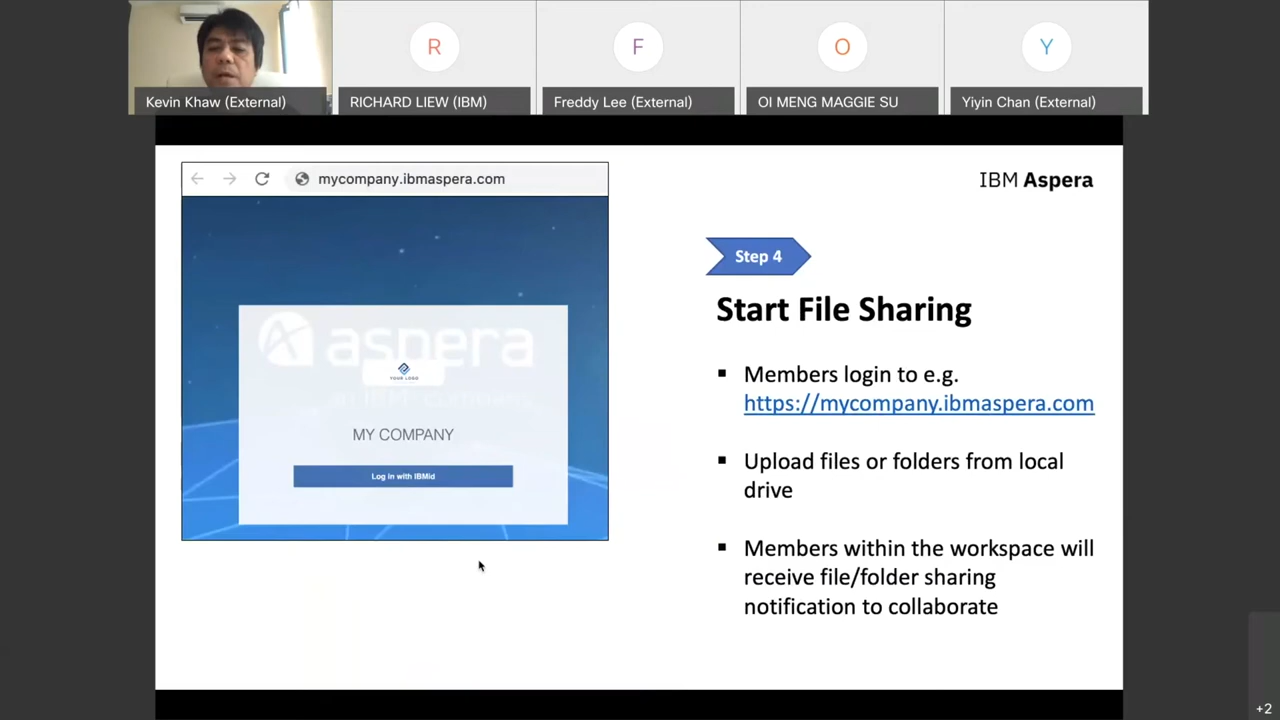 R
F
O
Y
Kevin Khaw (External)
RICHARD LIEW (IBM)
Freddy Lee (External)
OI MENG MAGGIE SU
Yiyin Chan (External)
mycompany.ibmaspera.com
IBM Aspera
Step 4
Start File Sharing
aspera
YOUR LOGO
MY COMPANY
Log in with IBMid
▪ Members login to e.g.
https://mycompany.ibmaspera.com
▪ Upload files or folders from local
drive
▪ Members within the workspace will
receive file/folder sharing
notification to collaborate
+2